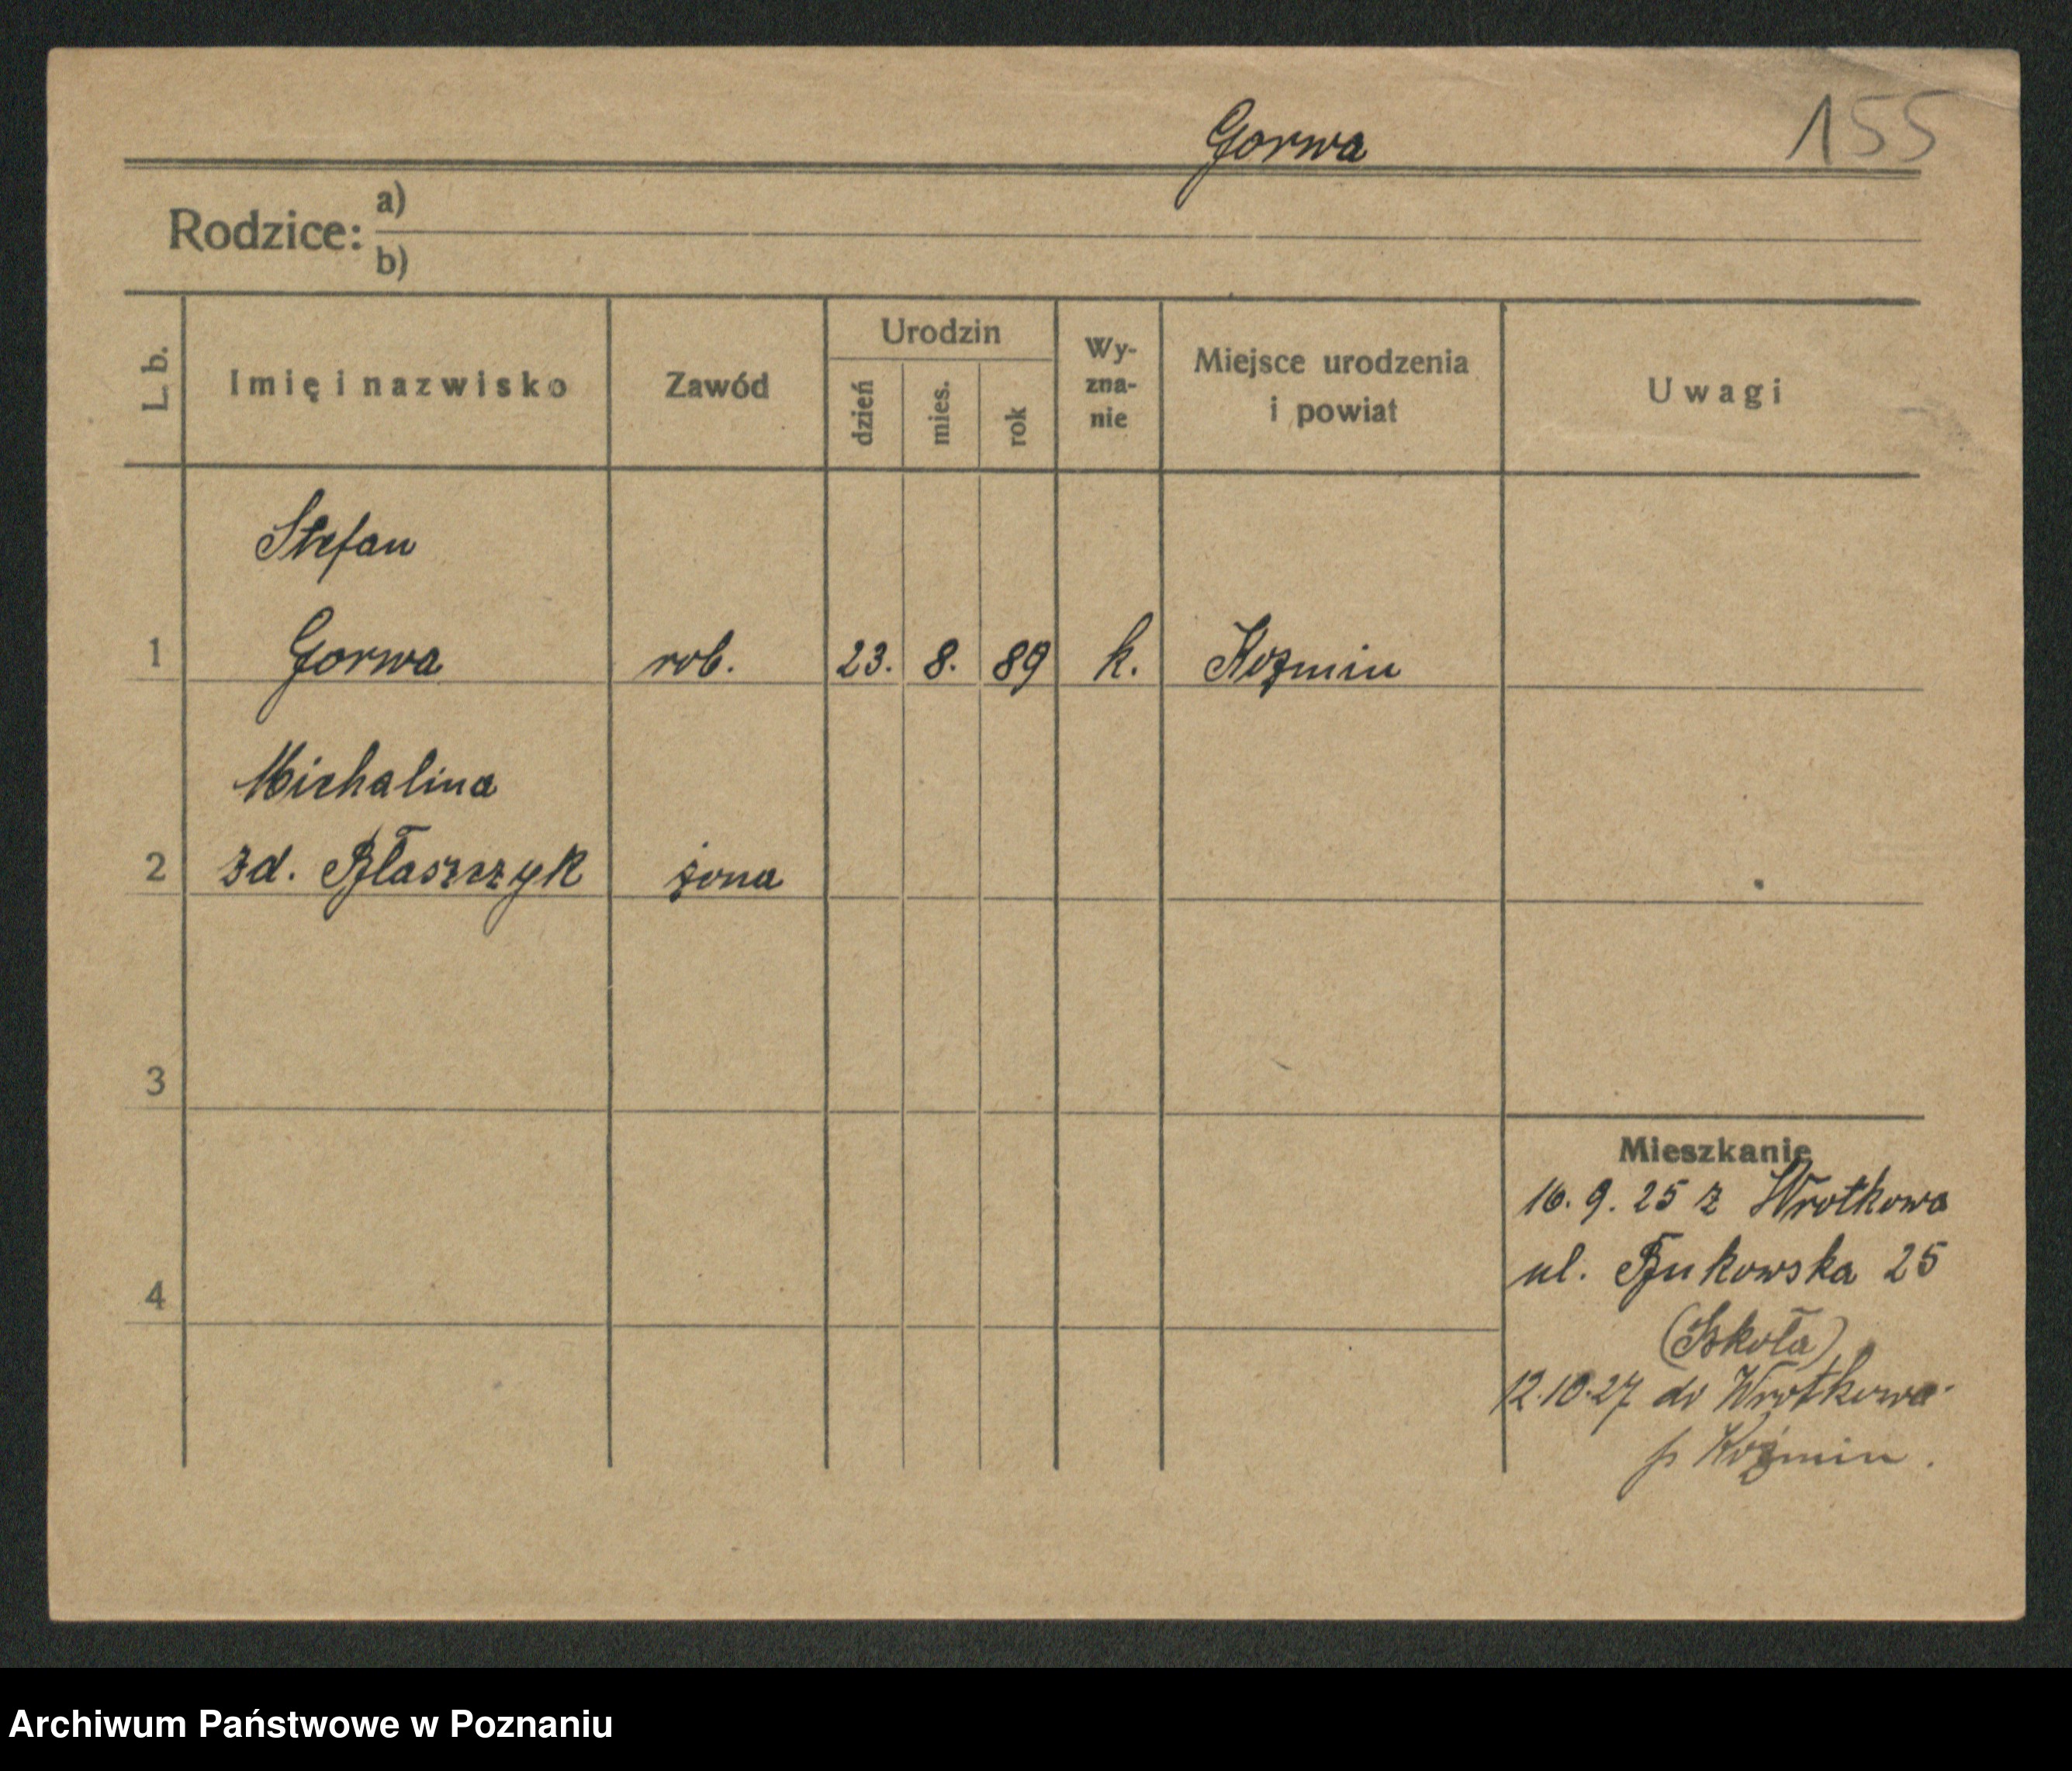 Gorwa
155
Rodzice: a)
b)
L. b.
Imię i nazwisko
Zawód
Urodzin
dzień
mies.
rok
Wy-
zna-
nie
Miejsce urodzenia
i powiat
Uwagi
Stefan
1 Gorwa rob. 23. 8. 89 k. Kozmin
Michalina
2 zd. Błaszczyk żona
3
4
Mieszkanie
16. 9. 25 z Wrotkowa
ul. Bukowska 25
(Szkoła)
12.10.27 do Wrotkowa
p Koźmin.
Archiwum Państwowe w Poznaniu